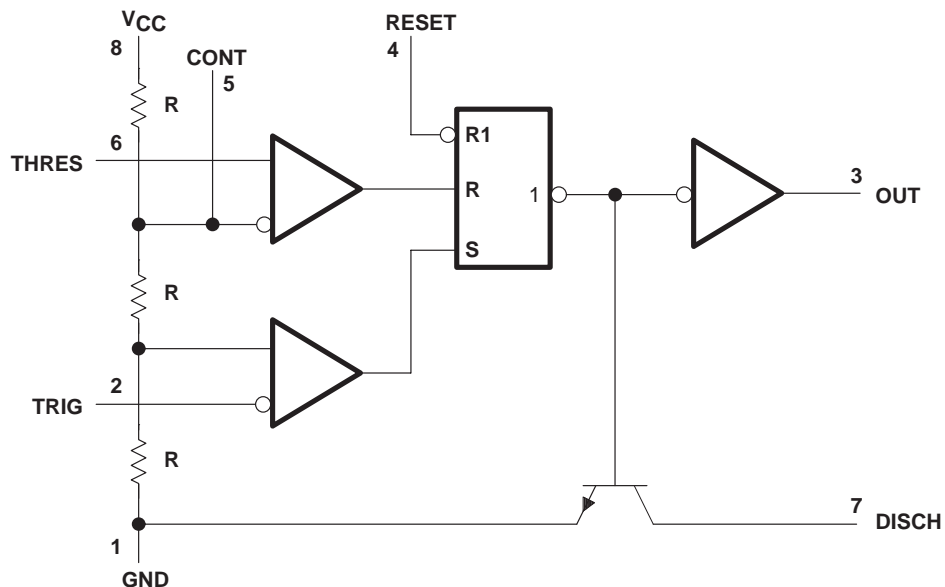 VCC
8
RESET
4
CONT
5
R
6
THRES
R1
R
1
3
OUT
S
R
2
TRIG
R
7
DISCH
1
GND